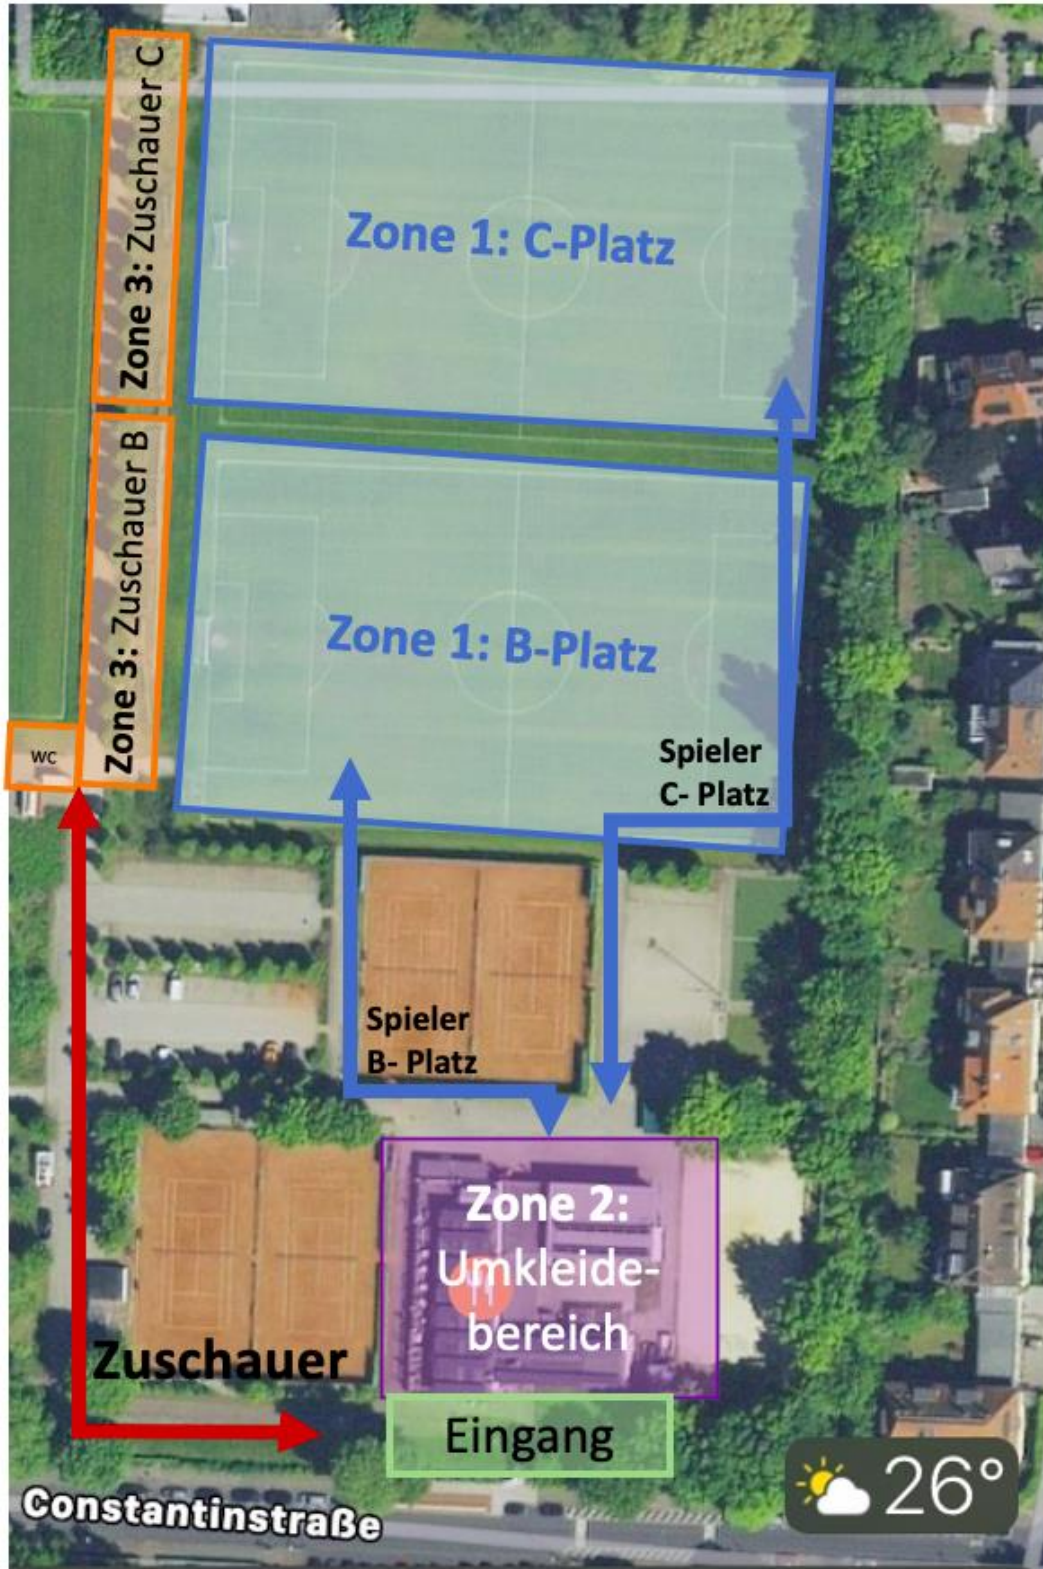 Zone 3: Zuschauer C
Zone 1: C-Platz
Zone 3: Zuschauer B
Zone 1: B-Platz
wc
Spieler
C- Platz
Spieler
B- Platz
Zone 2:
Umkleide-
bereich
Zuschauer
Eingang
Constantinstraße
26°